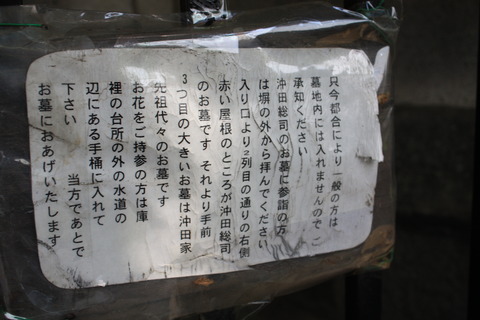 只今都合により一般の方は
墓地内には入れませんので ご
承知ください
沖田総司のお墓に参詣の方
は塀の外から拝んでください
入り口より2列目の通りの右側
赤い屋根のところが沖田総司
のお墓です それより手前
3つ目の大きいお墓は沖田家
先祖代々のお墓です
お花をご持参の方は庫
裡の台所の外の水道の
辺にある手桶に入れて
下さい 当方であとで
お墓におあげいたします